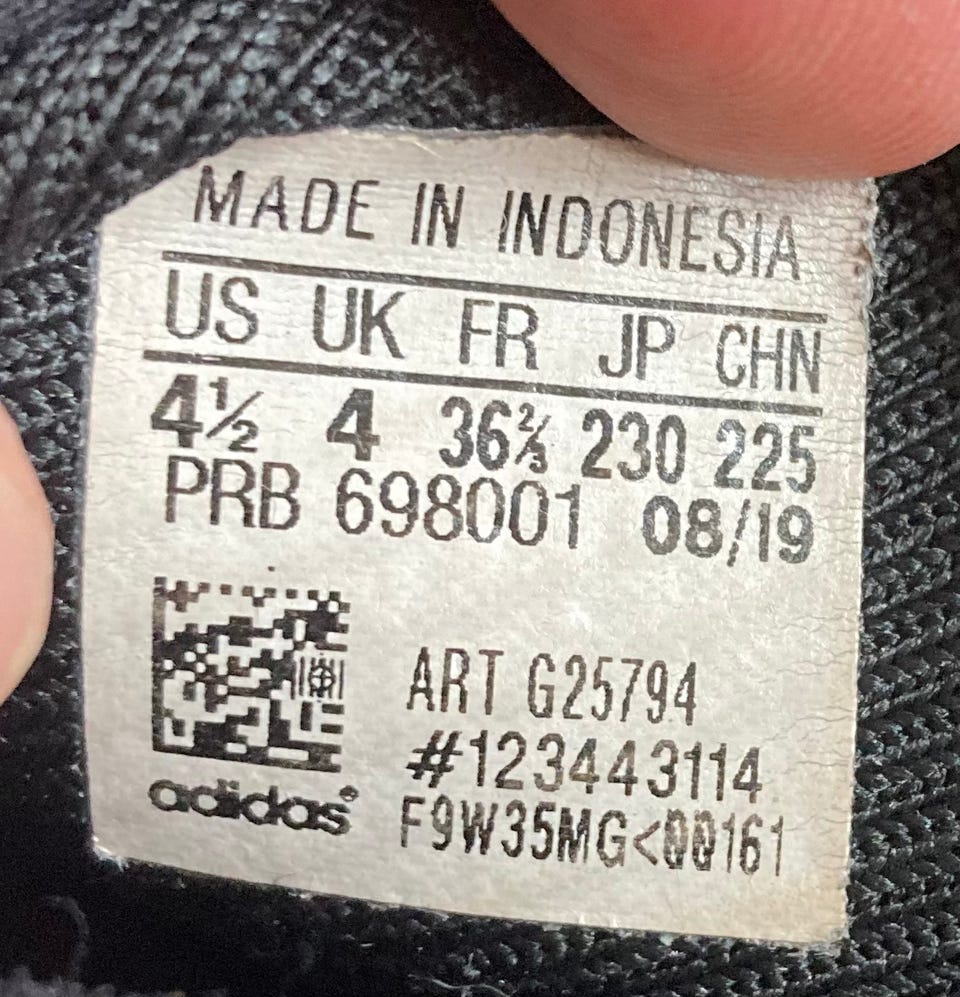 MADE IN INDONESIA
US UK FR JP CHN
4½ 4 36⅔ 230 225
PRB 698001 08/19
ART G25794
#123443114
adidas®
F9W35MG<00161